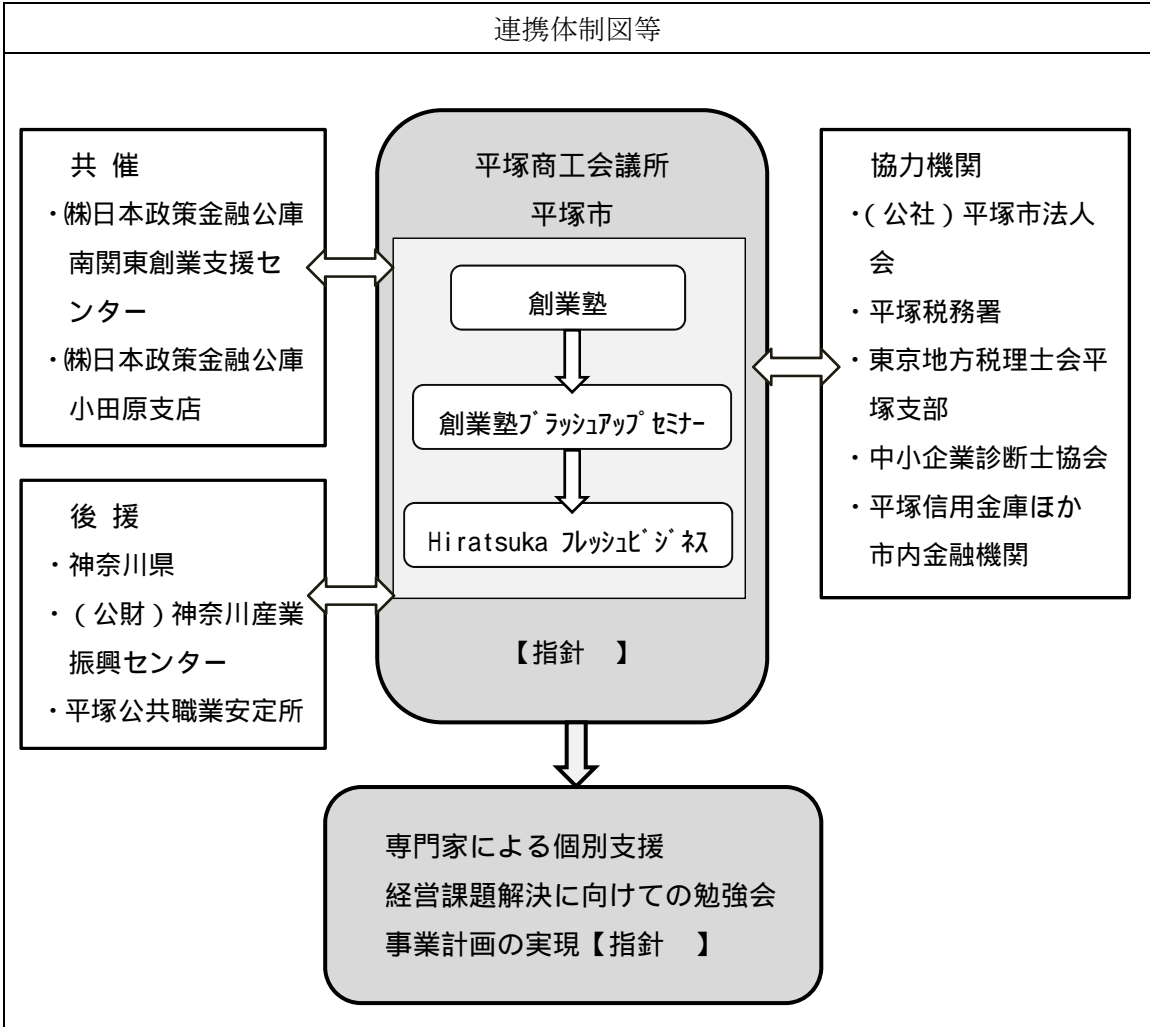 連携体制図等
共 催
・㈱日本政策金融公庫
南関東創業支援セ
ンター
・㈱日本政策金融公庫
小田原支店
後 援
・神奈川県
・（公財）神奈川産業
振興センター
・平塚公共職業安定所
平塚商工会議所
平塚市
創業塾
創業塾ﾌﾞﾗｯｼｭｱｯﾌﾟｾﾐﾅｰ
Hiratsuka ﾌﾚｯｼｭﾋﾞｼﾞﾈｽ
【指針　】
協力機関
・（公社）平塚市法人
会
・平塚税務署
・東京地方税理士会平
塚支部
・中小企業診断士協会
・平塚信用金庫ほか
市内金融機関
専門家による個別支援
経営課題解決に向けての勉強会
事業計画の実現【指針　】